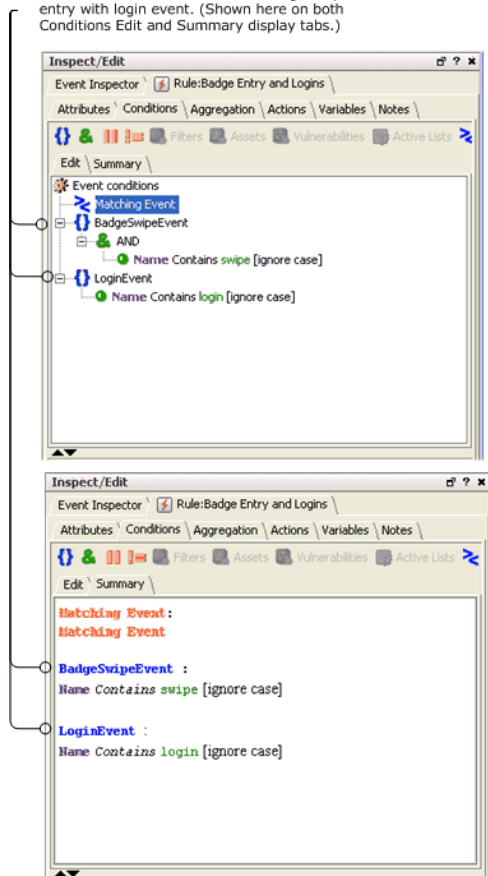 entry with login event. (Shown here on both
Conditions Edit and Summary display tabs.)
Inspect/Edit
Event Inspector Rule:Badge Entry and Logins
Attributes Conditions Aggregation Actions Variables Notes
{} & Filters Assets Vulnerabilities Active Lists
Edit Summary
Event conditions
Matching Event
{} BadgeSwipeEvent
& AND
Name Contains swipe [ignore case]
{} LoginEvent
Name Contains login [ignore case]
Inspect/Edit
Event Inspector Rule:Badge Entry and Logins
Attributes Conditions Aggregation Actions Variables Notes
{} & Filters Assets Vulnerabilities Active Lists
Edit Summary
Matching Event:
Matching Event
BadgeSwipeEvent :
Name Contains swipe [ignore case]
LoginEvent :
Name Contains login [ignore case]